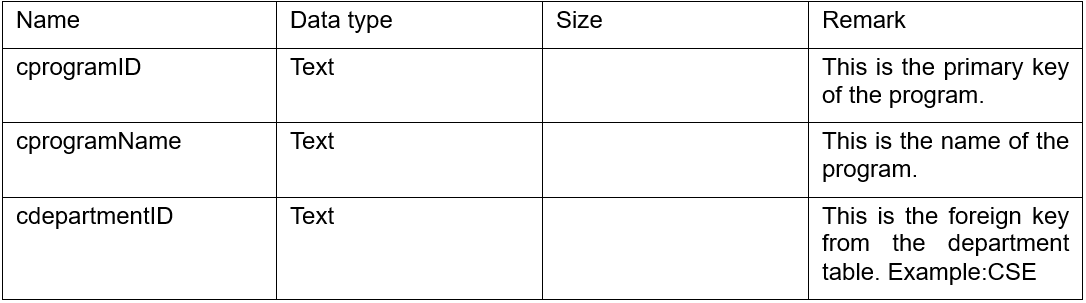 Name Data type Size Remark
cprogramID Text This is the primary key
of the program.
cprogramName Text This is the name of the
program.
cdepartmentID Text This is the foreign key
from the department
table. Example:CSE